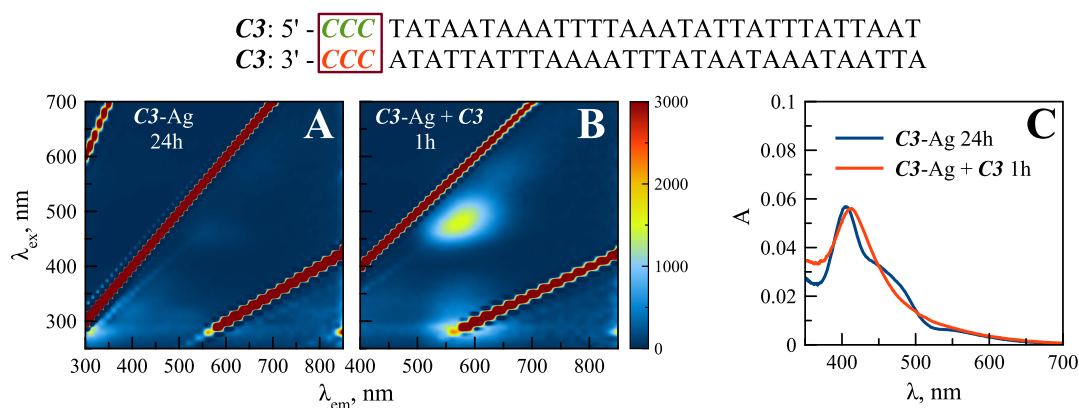 C3: 5' - CCC TATAATAAATTTTAAATATTATTTATTAAT
C3: 3' - CCC ATATTATTTAAAATTTATAATAAATAATTA
C3-Ag
24h
A
C3-Ag + C3
1h
B
C
C3-Ag 24h
C3-Ag + C3 1h
700
600
500
400
300
λex, nm
300 400 500 600 700 800
400 500 600 700 800
λem, nm
3000
2000
1000
0
0.1
0.08
0.06
0.04
0.02
0
A
400 500 600 700
λ, nm